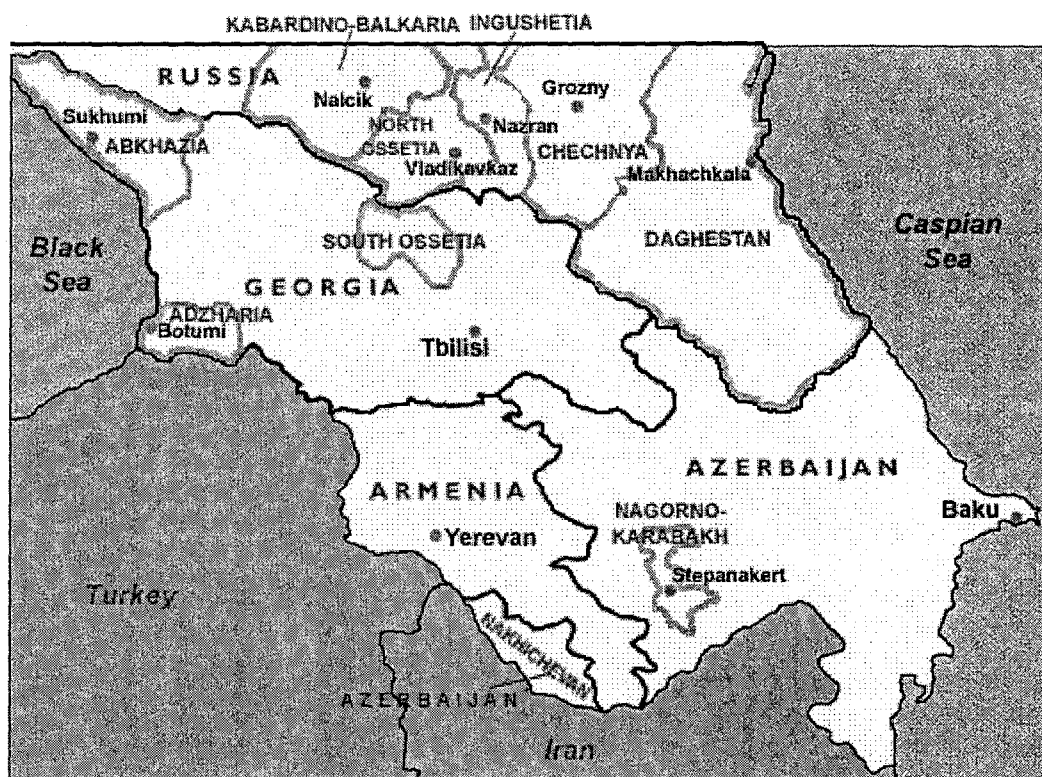 KABARDINO-BALKARIA
INGUSHETIA
RUSSIA
Nalcik
Grozny
Sukhumi
ABKHAZIA
NORTH
OSSETIA
Nazran
CHECHNYA
Vladikavkaz
Makhachkala
Black
Sea
SOUTH OSSETIA
DAGHESTAN
Caspian
Sea
GEORGIA
ADZHARIA
Botumi
Tbilisi
AZERBAIJAN
ARMENIA
NAGORNO-
KARABAKH
Baku
Yerevan
Stepanakert
Turkey
NAKHICHEVAN
AZERBAIJAN
Iran